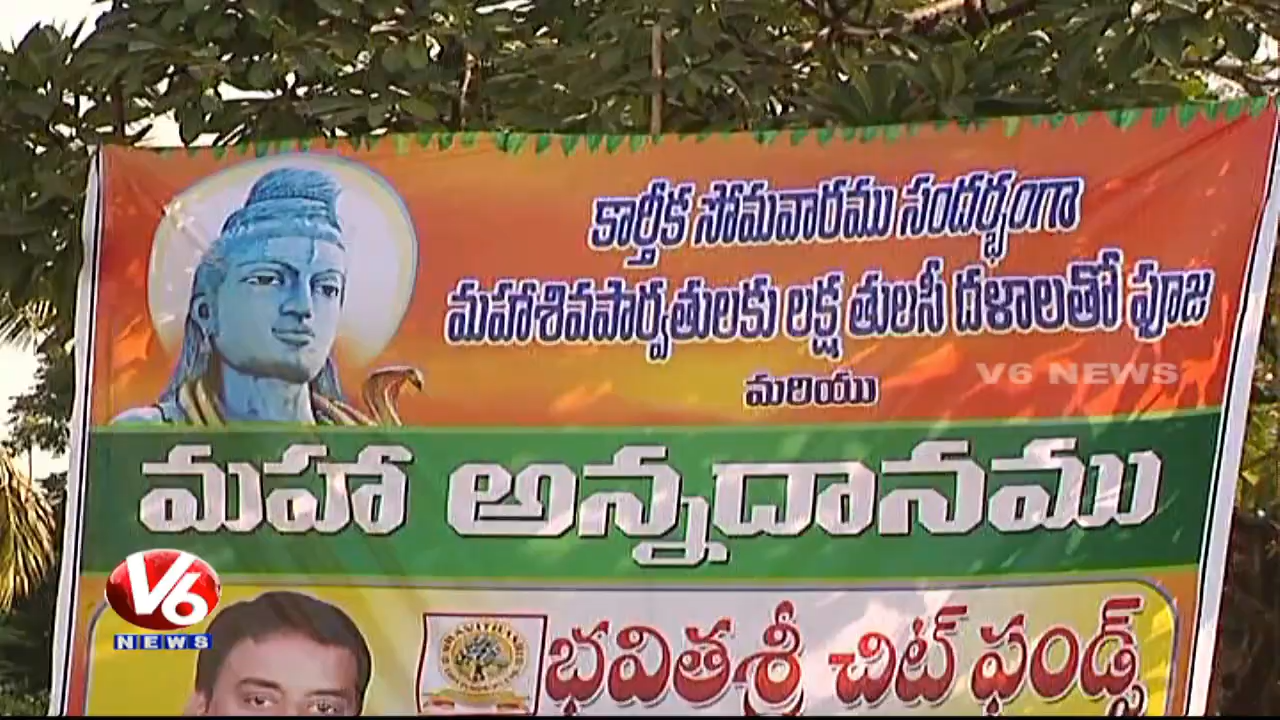 కార్తీక సోమవారము సందర్భంగా
మహాశివపార్వతులకు లక్ష తులసీ దళాలతో పూజ
మరియు
V6 NEWS
మహా అన్నదానము
V6
NEWS
భవితశ్రీ చిట్ ఫండ్స్